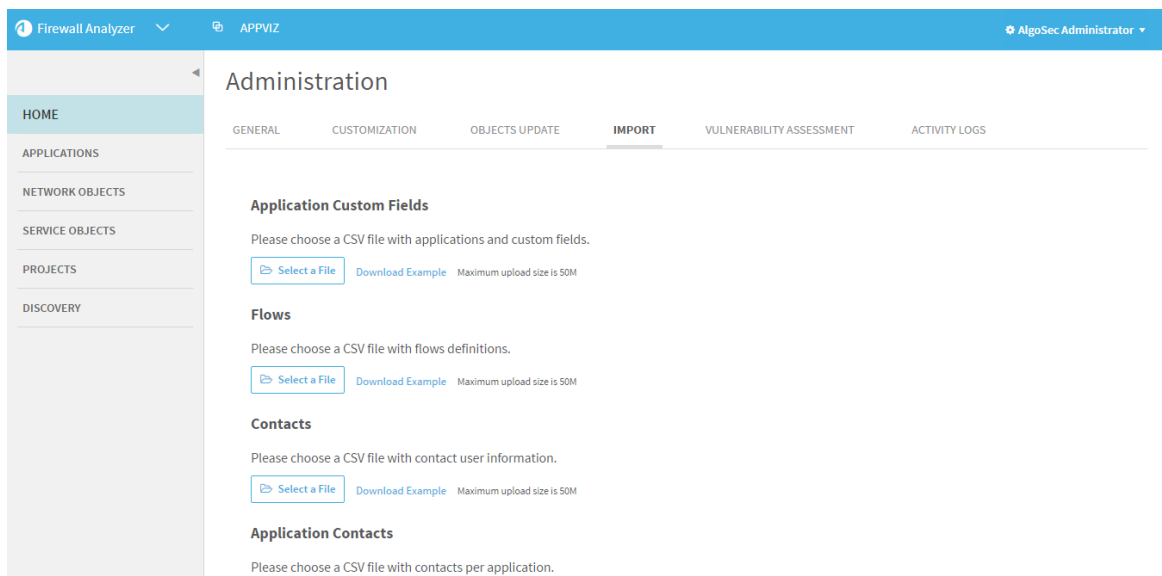 Firewall Analyzer
APPVIZ
AlgoSec Administrator
Administration
HOME
APPLICATIONS
NETWORK OBJECTS
SERVICE OBJECTS
PROJECTS
DISCOVERY
GENERAL CUSTOMIZATION OBJECTS UPDATE IMPORT VULNERABILITY ASSESSMENT ACTIVITY LOGS
Application Custom Fields
Please choose a CSV file with applications and custom fields.
Select a File Download Example Maximum upload size is 50M
Flows
Please choose a CSV file with flows definitions.
Select a File Download Example Maximum upload size is 50M
Contacts
Please choose a CSV file with contact user information.
Select a File Download Example Maximum upload size is 50M
Application Contacts
Please choose a CSV file with contacts per application.